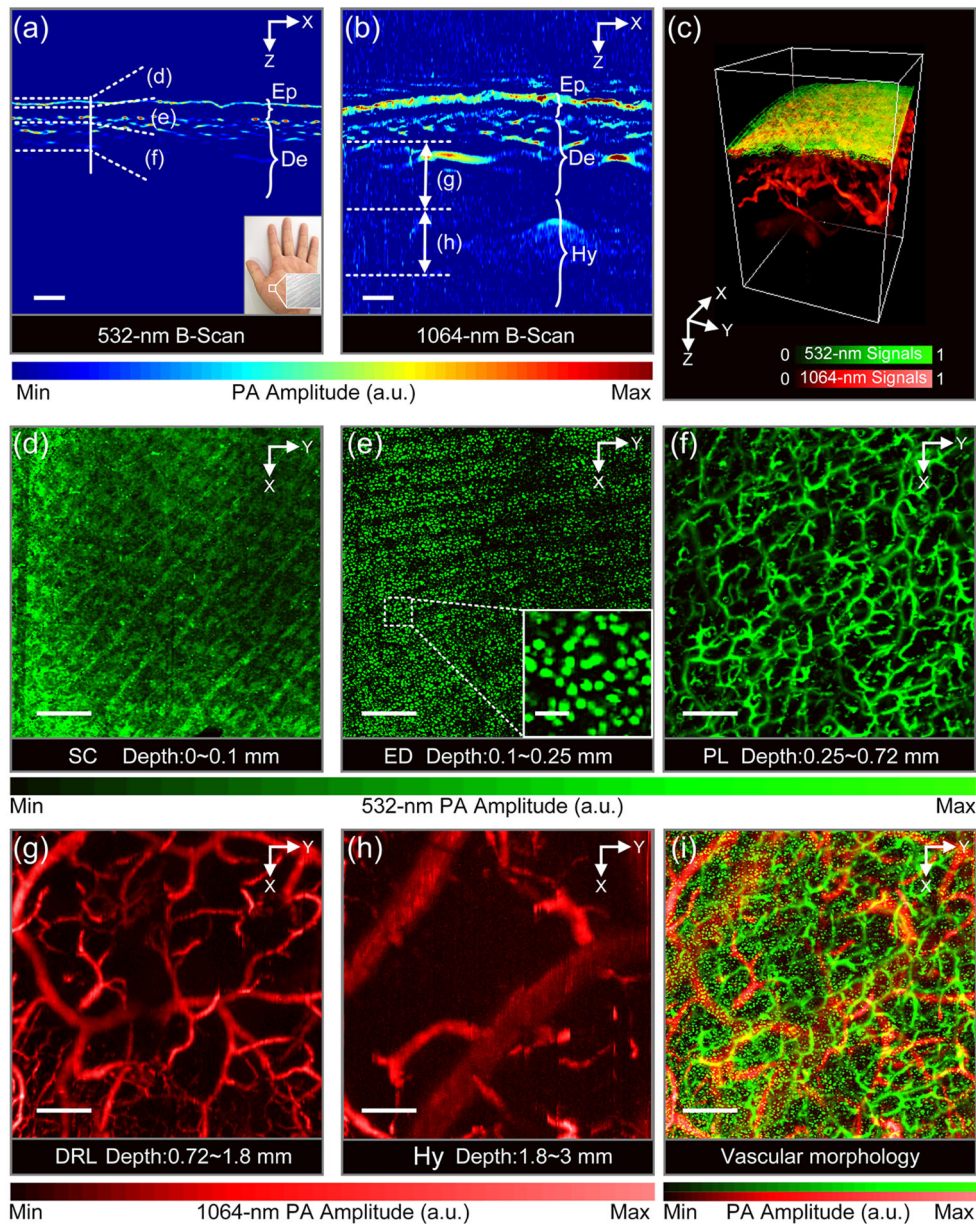 (a)
X
Z
(d)
(e)
(f)
Ep
De
532-nm B-Scan
(b)
X
Z
Ep
De
(g)
(h)
Hy
1064-nm B-Scan
Min PA Amplitude (a.u.) Max
(c)
X
Y
Z
0 532-nm Signals 1
0 1064-nm Signals 1
(d)
Y
X
SC Depth:0~0.1 mm
(e)
Y
X
ED Depth:0.1~0.25 mm
(f)
Y
X
PL Depth:0.25~0.72 mm
Min 532-nm PA Amplitude (a.u.) Max
(g)
Y
X
DRL Depth:0.72~1.8 mm
(h)
Y
X
Hy Depth:1.8~3 mm
(i)
Y
X
Vascular morphology
Min 1064-nm PA Amplitude (a.u.) Max
Min PA Amplitude (a.u.) Max